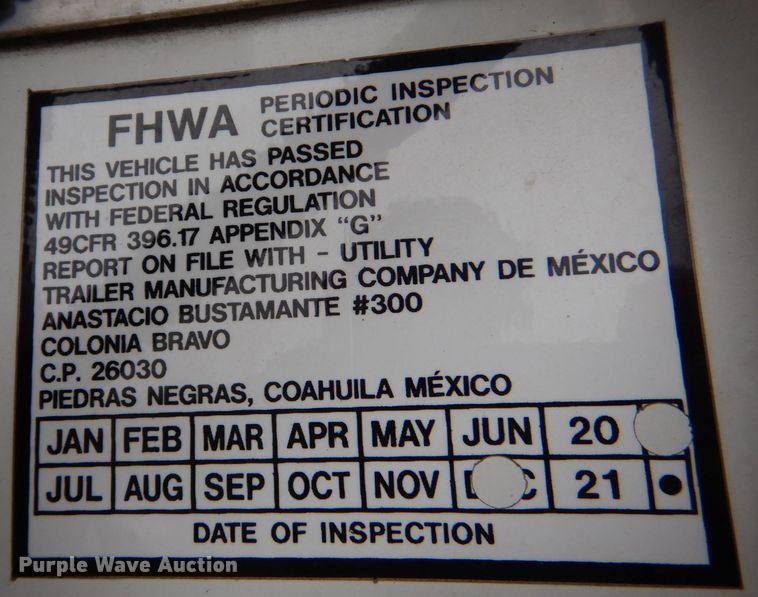 FHWA PERIODIC INSPECTION
CERTIFICATION
THIS VEHICLE HAS PASSED
INSPECTION IN ACCORDANCE
WITH FEDERAL REGULATION
49CFR 396.17 APPENDIX "G"
REPORT ON FILE WITH - UTILITY
TRAILER MANUFACTURING COMPANY DE MÉXICO
ANASTACIO BUSTAMANTE #300
COLONIA BRAVO
C.P. 26030
PIEDRAS NEGRAS, COAHUILA MÉXICO
JAN FEB MAR APR MAY JUN 20
JUL AUG SEP OCT NOV 21
DATE OF INSPECTION
Purple Wave Auction